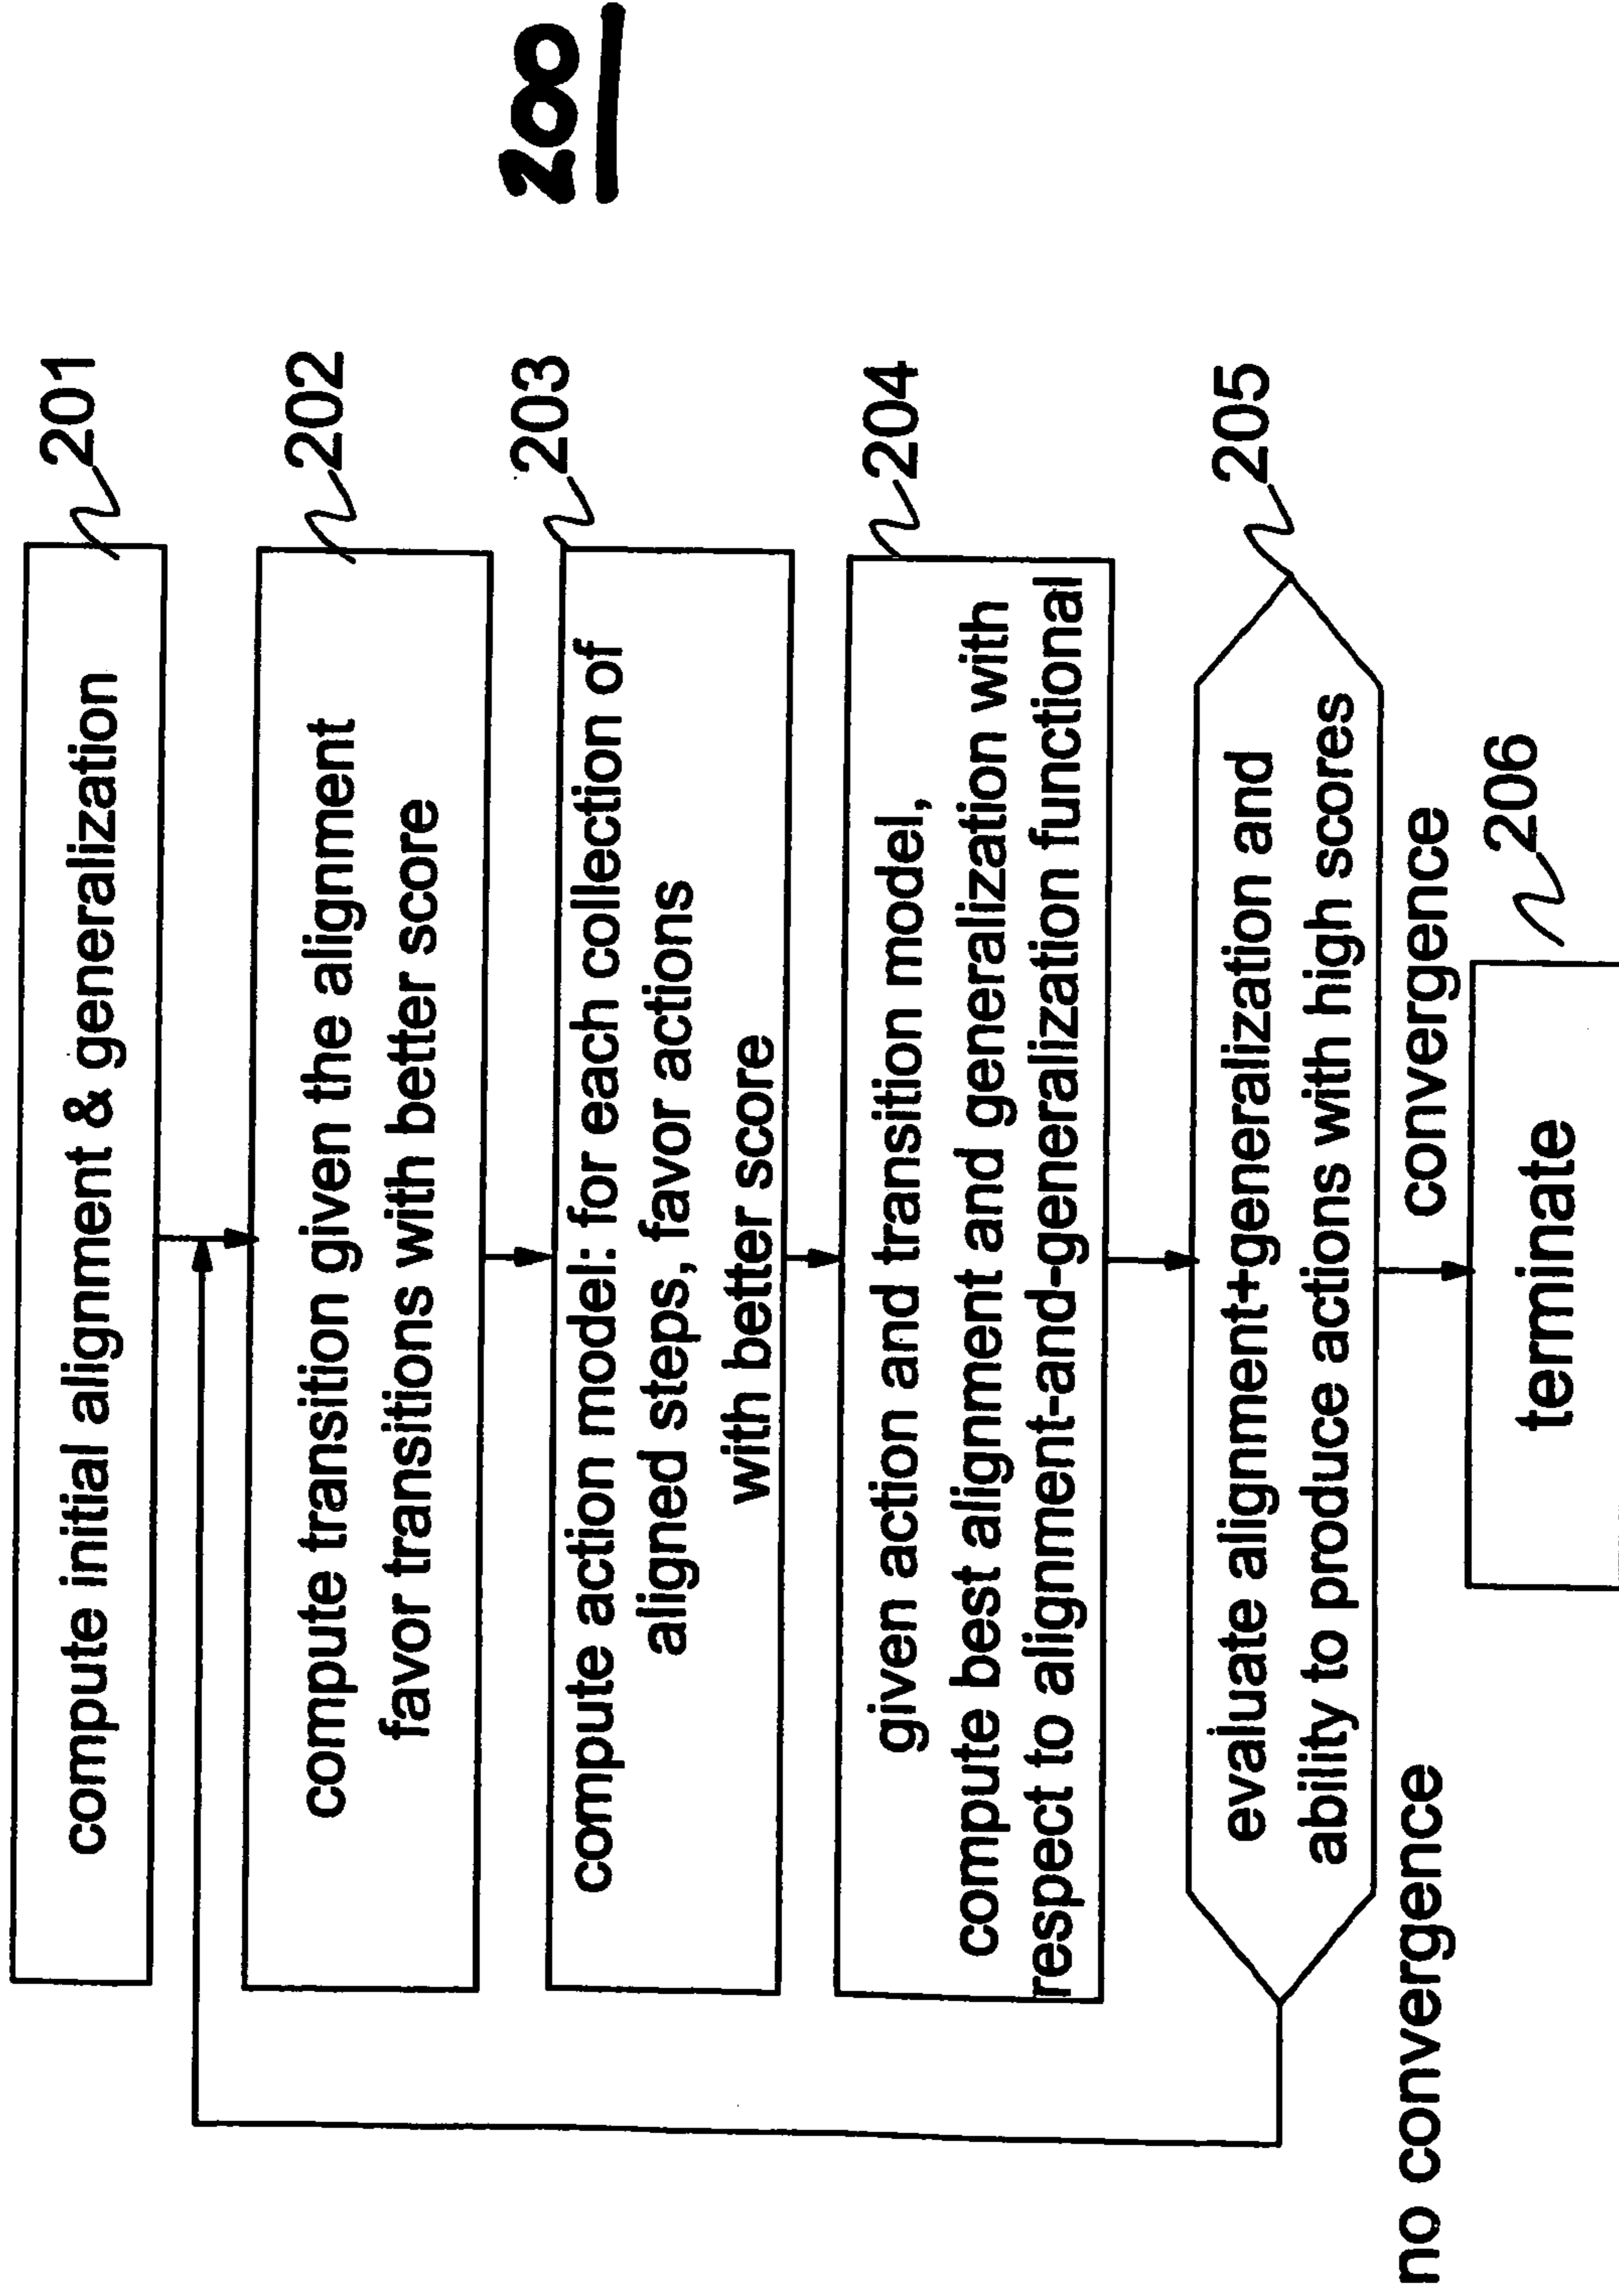 200
201
compute initial alignment & generalization
202
compute transition given the alignment
favor transitions with better score
203
compute action model: for each collection of
aligned steps, favor actions
with better score
204
given action and transition model,
compute best alignment and generalization with
respect to alignment-and-generalization functional
205
evaluate alignment+generalization and
ability to produce actions with high scores
no convergence
convergence
206
terminate